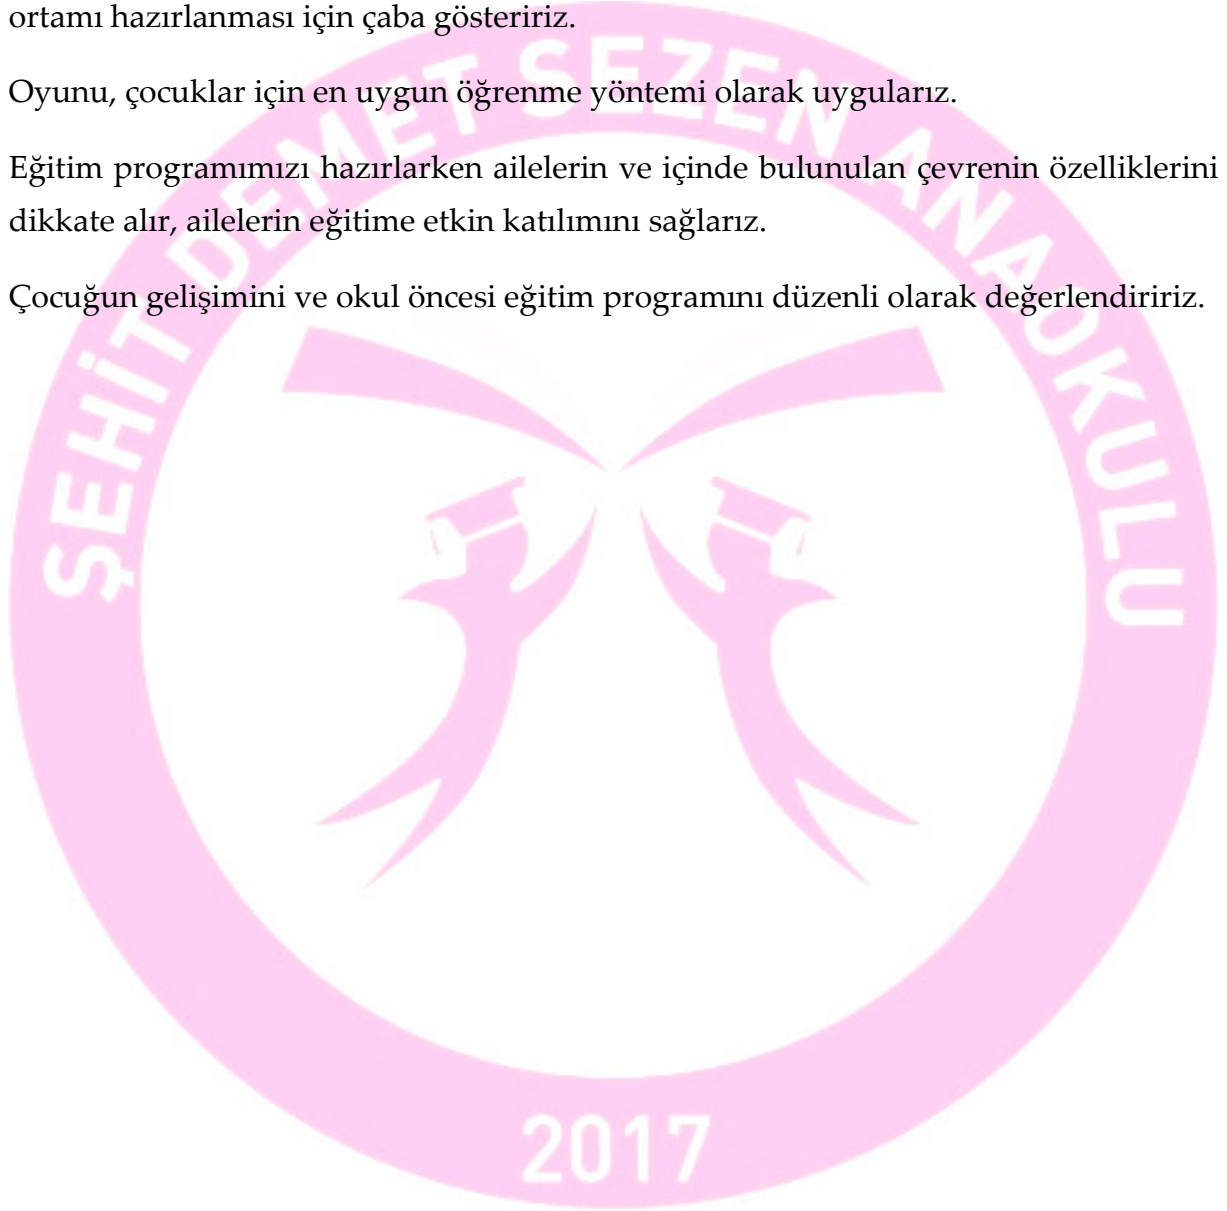 ortamı hazırlanması için çaba gösteririz.
Oyunu, çocuklar için en uygun öğrenme yöntemi olarak uygularız.
Eğitim programımızı hazırlarken ailelerin ve içinde bulunulan çevrenin özelliklerini
dikkate alır, ailelerin eğitime etkin katılımını sağlarız.
Çocuğun gelişimini ve okul öncesi eğitim programını düzenli olarak değerlendiririz.
ŞEHİT DEMET SEZEN ANAOKULU
2017